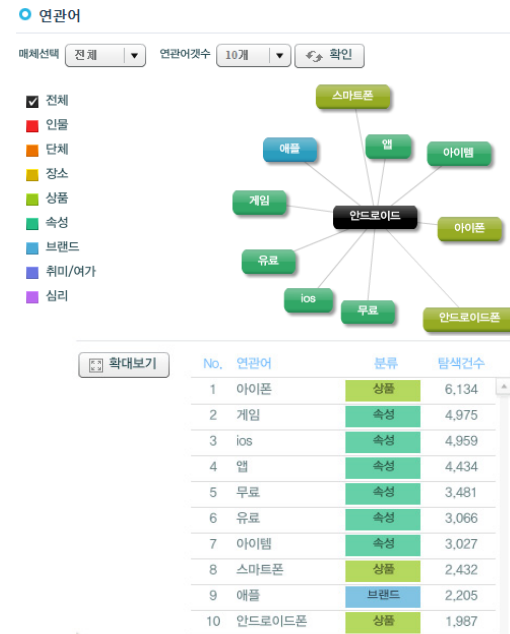 연관어
매체선택 전체 연관어갯수 10개 확인
전체
인물
단체
장소
상품
속성
브랜드
취미/여가
심리
스마트폰
애플
앱
아이템
게임
안드로이드
아이폰
유료
ios
무료
안드로이드폰
확대보기
No. 연관어 분류 탐색건수
1 아이폰 상품 6,134
2 게임 속성 4,975
3 ios 속성 4,959
4 앱 속성 4,434
5 무료 속성 3,481
6 유료 속성 3,066
7 아이템 속성 3,027
8 스마트폰 상품 2,432
9 애플 브랜드 2,205
10 안드로이드폰 상품 1,987